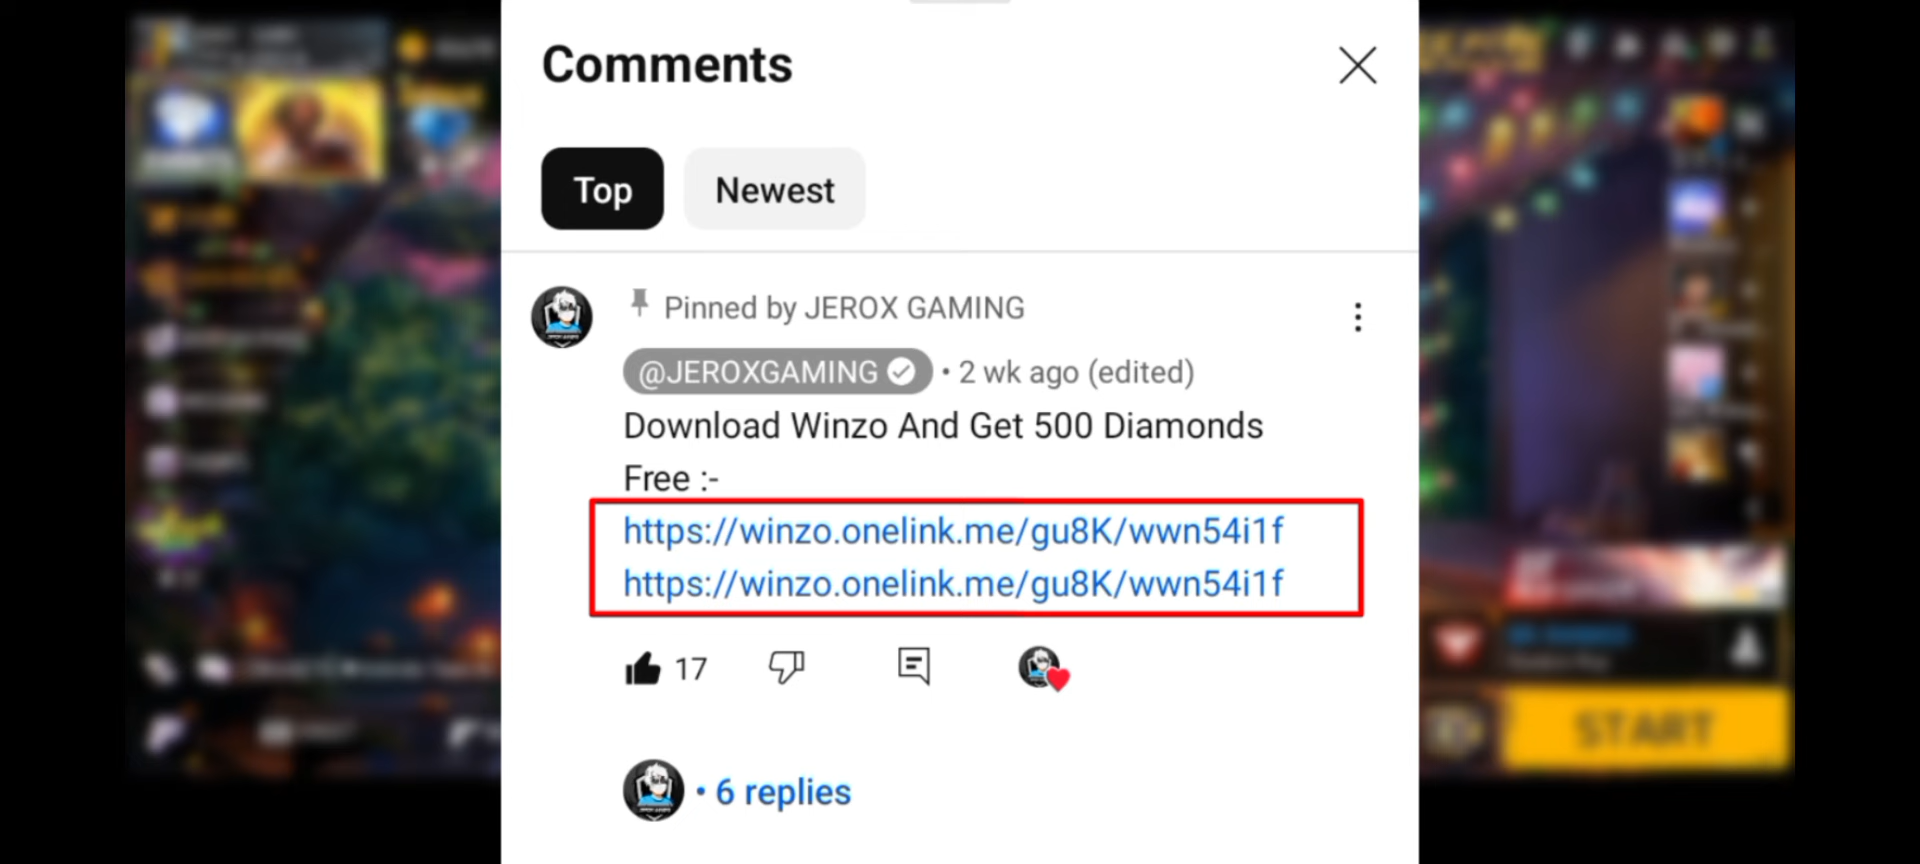 Comments
Top
Newest
Pinned by JEROX GAMING
@JEROXGAMING • 2 wk ago (edited)
Download Winzo And Get 500 Diamonds
Free :-
https://winzo.onelink.me/gu8K/wwn54i1f
https://winzo.onelink.me/gu8K/wwn54i1f
17
• 6 replies
START